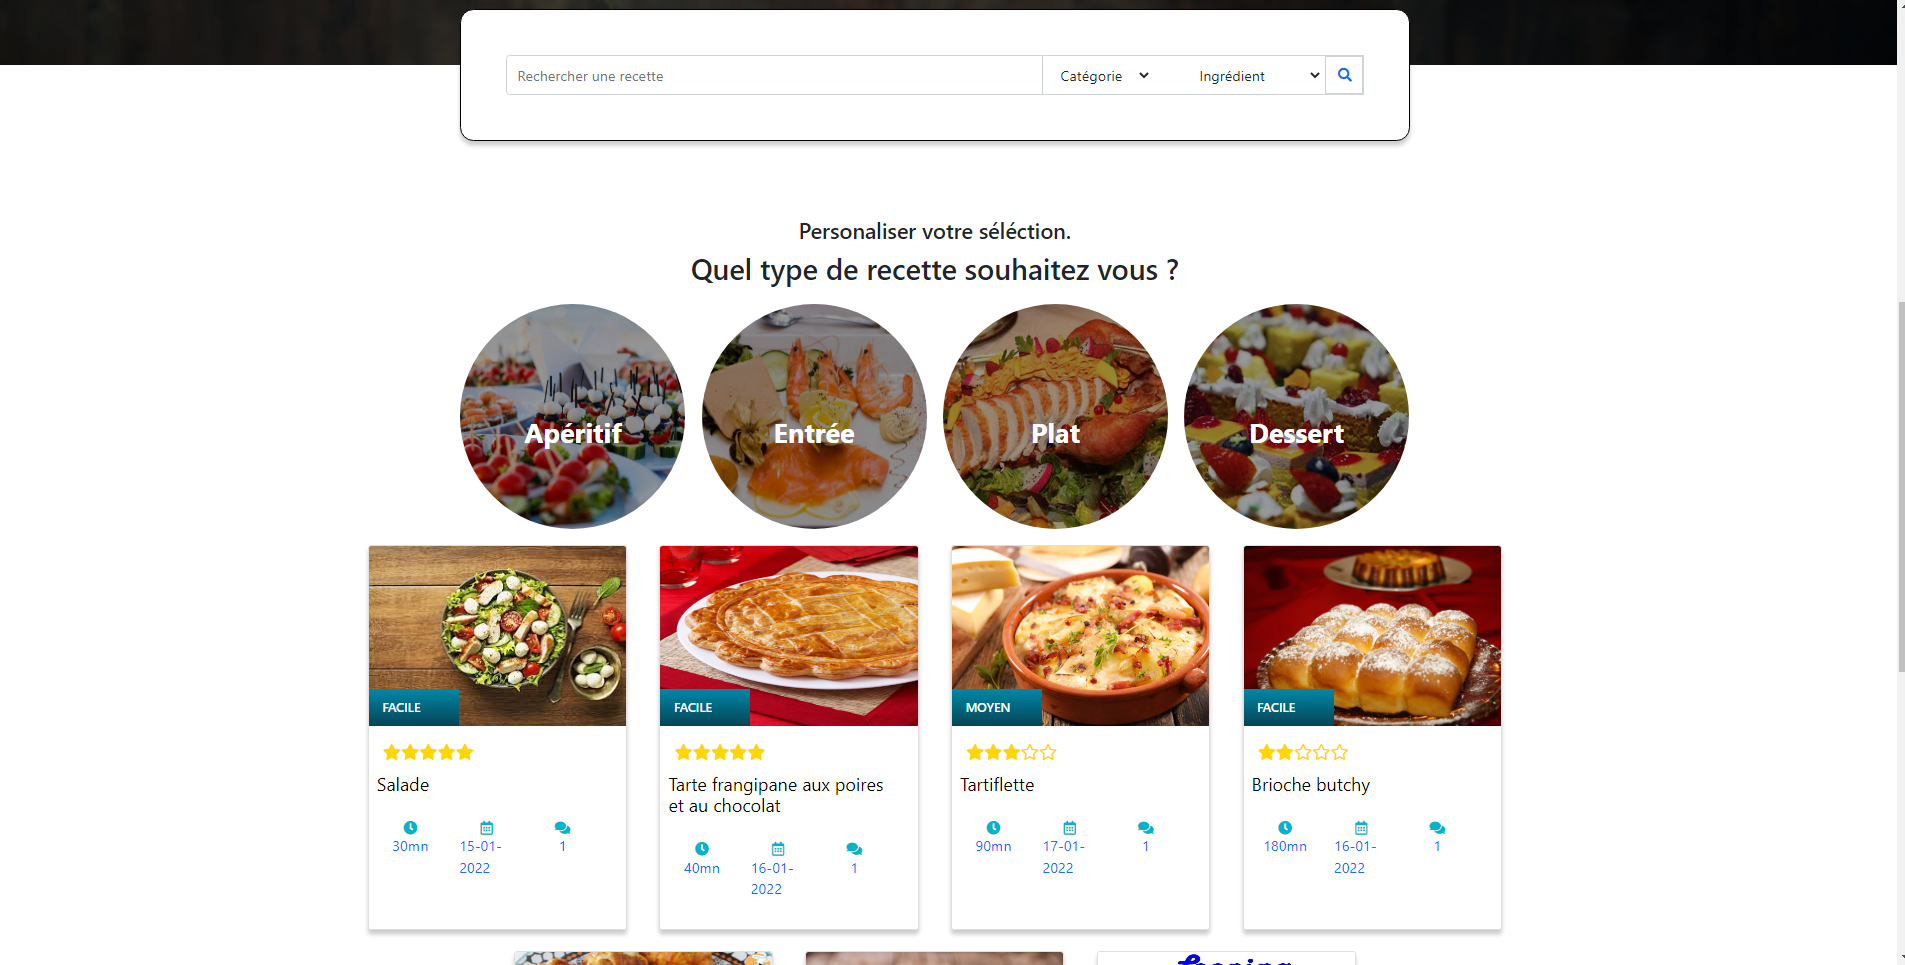 Rechercher une recette
Catégorie
Ingrédient
Personaliser votre séléction.
Quel type de recette souhaitez vous ?
Apéritif
Entrée
Plat
Dessert
FACILE
Salade
30mn
15-01-
2022
1
FACILE
Tarte frangipane aux poires
et au chocolat
40mn
16-01-
2022
1
MOYEN
Tartiflette
90mn
17-01-
2022
1
FACILE
Brioche butchy
180mn
16-01-
2022
1